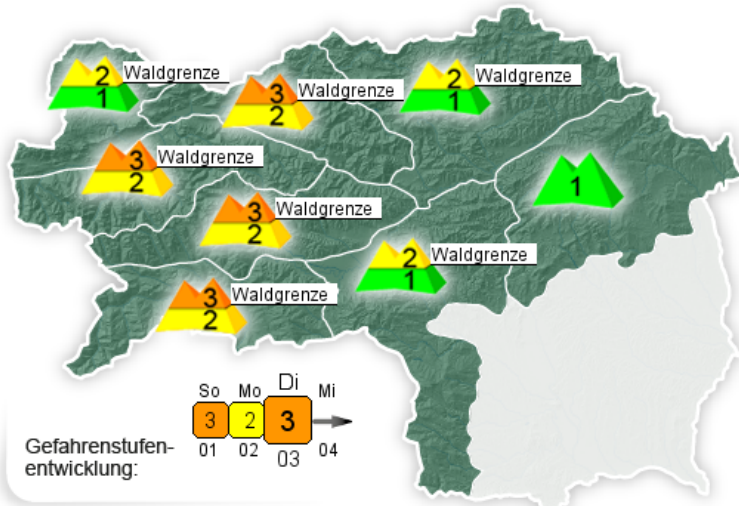 2 Waldgrenze
1
3 Waldgrenze
2
2 Waldgrenze
1
3 Waldgrenze
2
1
3 Waldgrenze
2
2 Waldgrenze
1
3 Waldgrenze
2
So Mo Di Mi
3 2 3
01 02 03 04
Gefahrenstufen-
entwicklung: